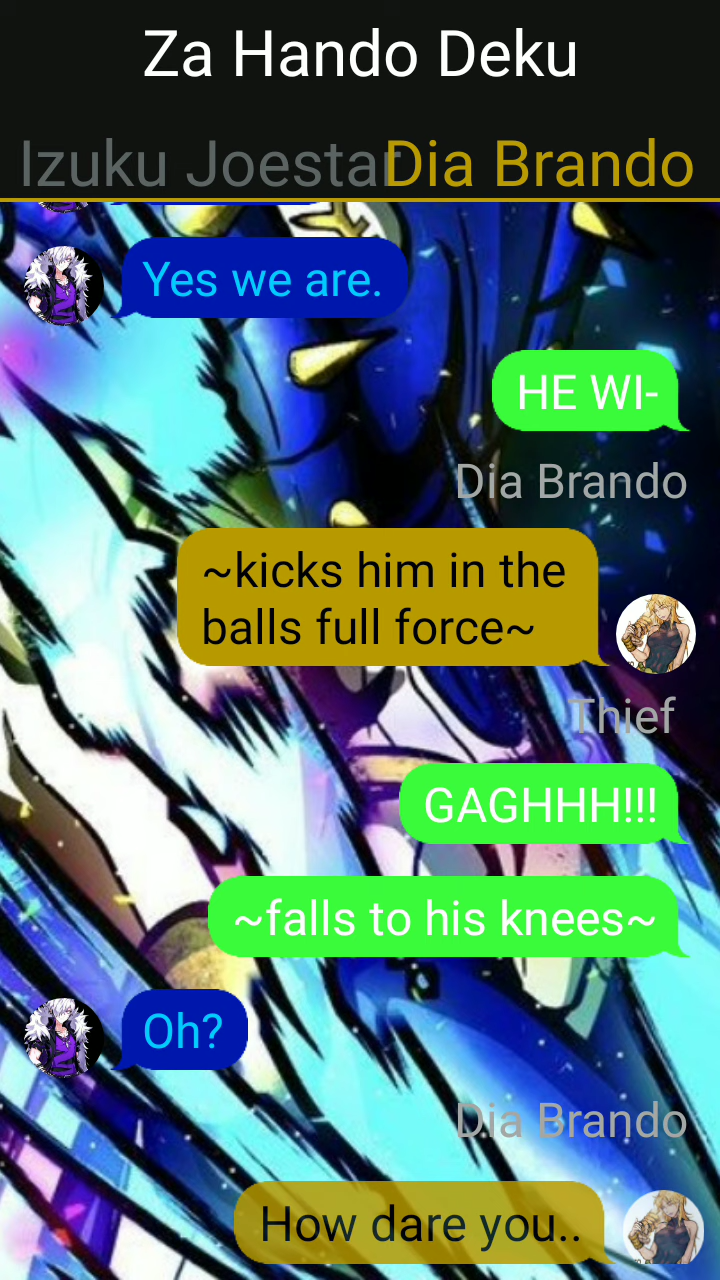 Za Hando Deku
Izuku Joestar Dia Brando
Yes we are.
HE WI-
Dia Brando
~kicks him in the
balls full force~
Thief
GAGHHH!!!
~falls to his knees~
Oh?
Dia Brando
How dare you..